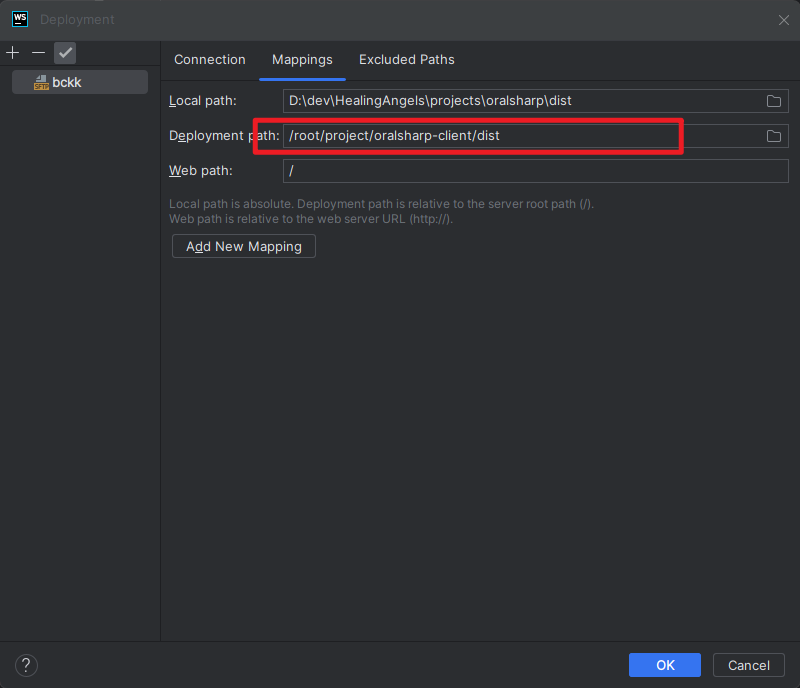 WS Deployment
SFTP bckk
Connection Mappings Excluded Paths
Local path: D:\dev\HealingAngels\projects\oralsharp\dist
Deployment path: /root/project/oralsharp-client/dist
Web path: /
Local path is absolute. Deployment path is relative to the server root path (/).
Web path is relative to the web server URL (http://).
Add New Mapping
? OK Cancel